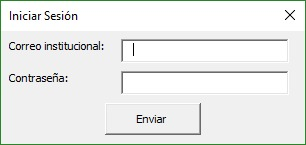 Iniciar Sesión
Correo institucional:
Contraseña:
Enviar